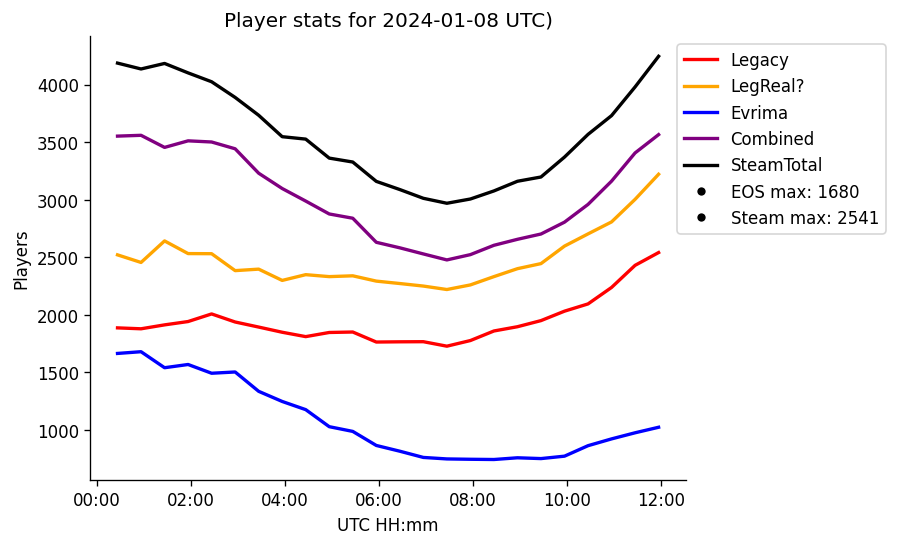 Player stats for 2024-01-08 UTC)
Legacy
LegReal?
Evrima
Combined
SteamTotal
EOS max: 1680
Steam max: 2541
Players
4000
3500
3000
2500
2000
1500
1000
00:00 02:00 04:00 06:00 08:00 10:00 12:00
UTC HH:mm